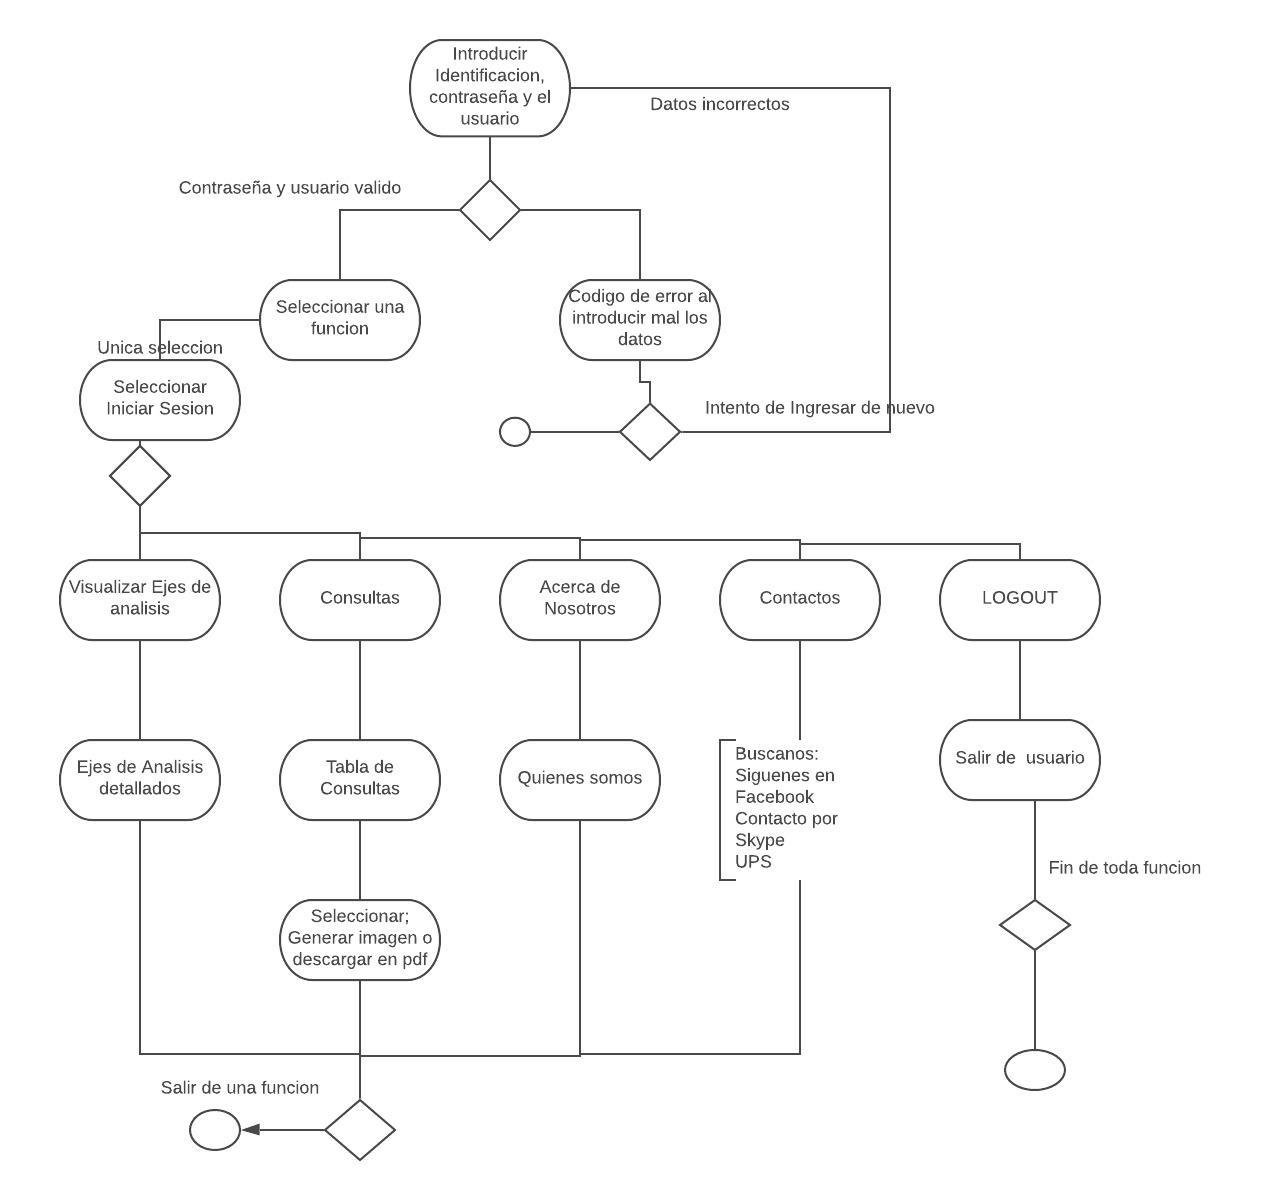 Introducir
Identificacion,
contraseña y el
usuario
Datos incorrectos
Contraseña y usuario valido
Seleccionar una
funcion
Codigo de error al
introducir mal los
datos
Unica seleccion
Seleccionar
Iniciar Sesion
Intento de Ingresar de nuevo
Visualizar Ejes de
analisis
Consultas
Acerca de
Nosotros
Contactos
LOGOUT
Ejes de Analisis
detallados
Tabla de
Consultas
Quienes somos
Buscanos:
Siguenes en
Facebook
Contacto por
Skype
UPS
Salir de  usuario
Fin de toda funcion
Seleccionar;
Generar imagen o
descargar en pdf
Salir de una funcion